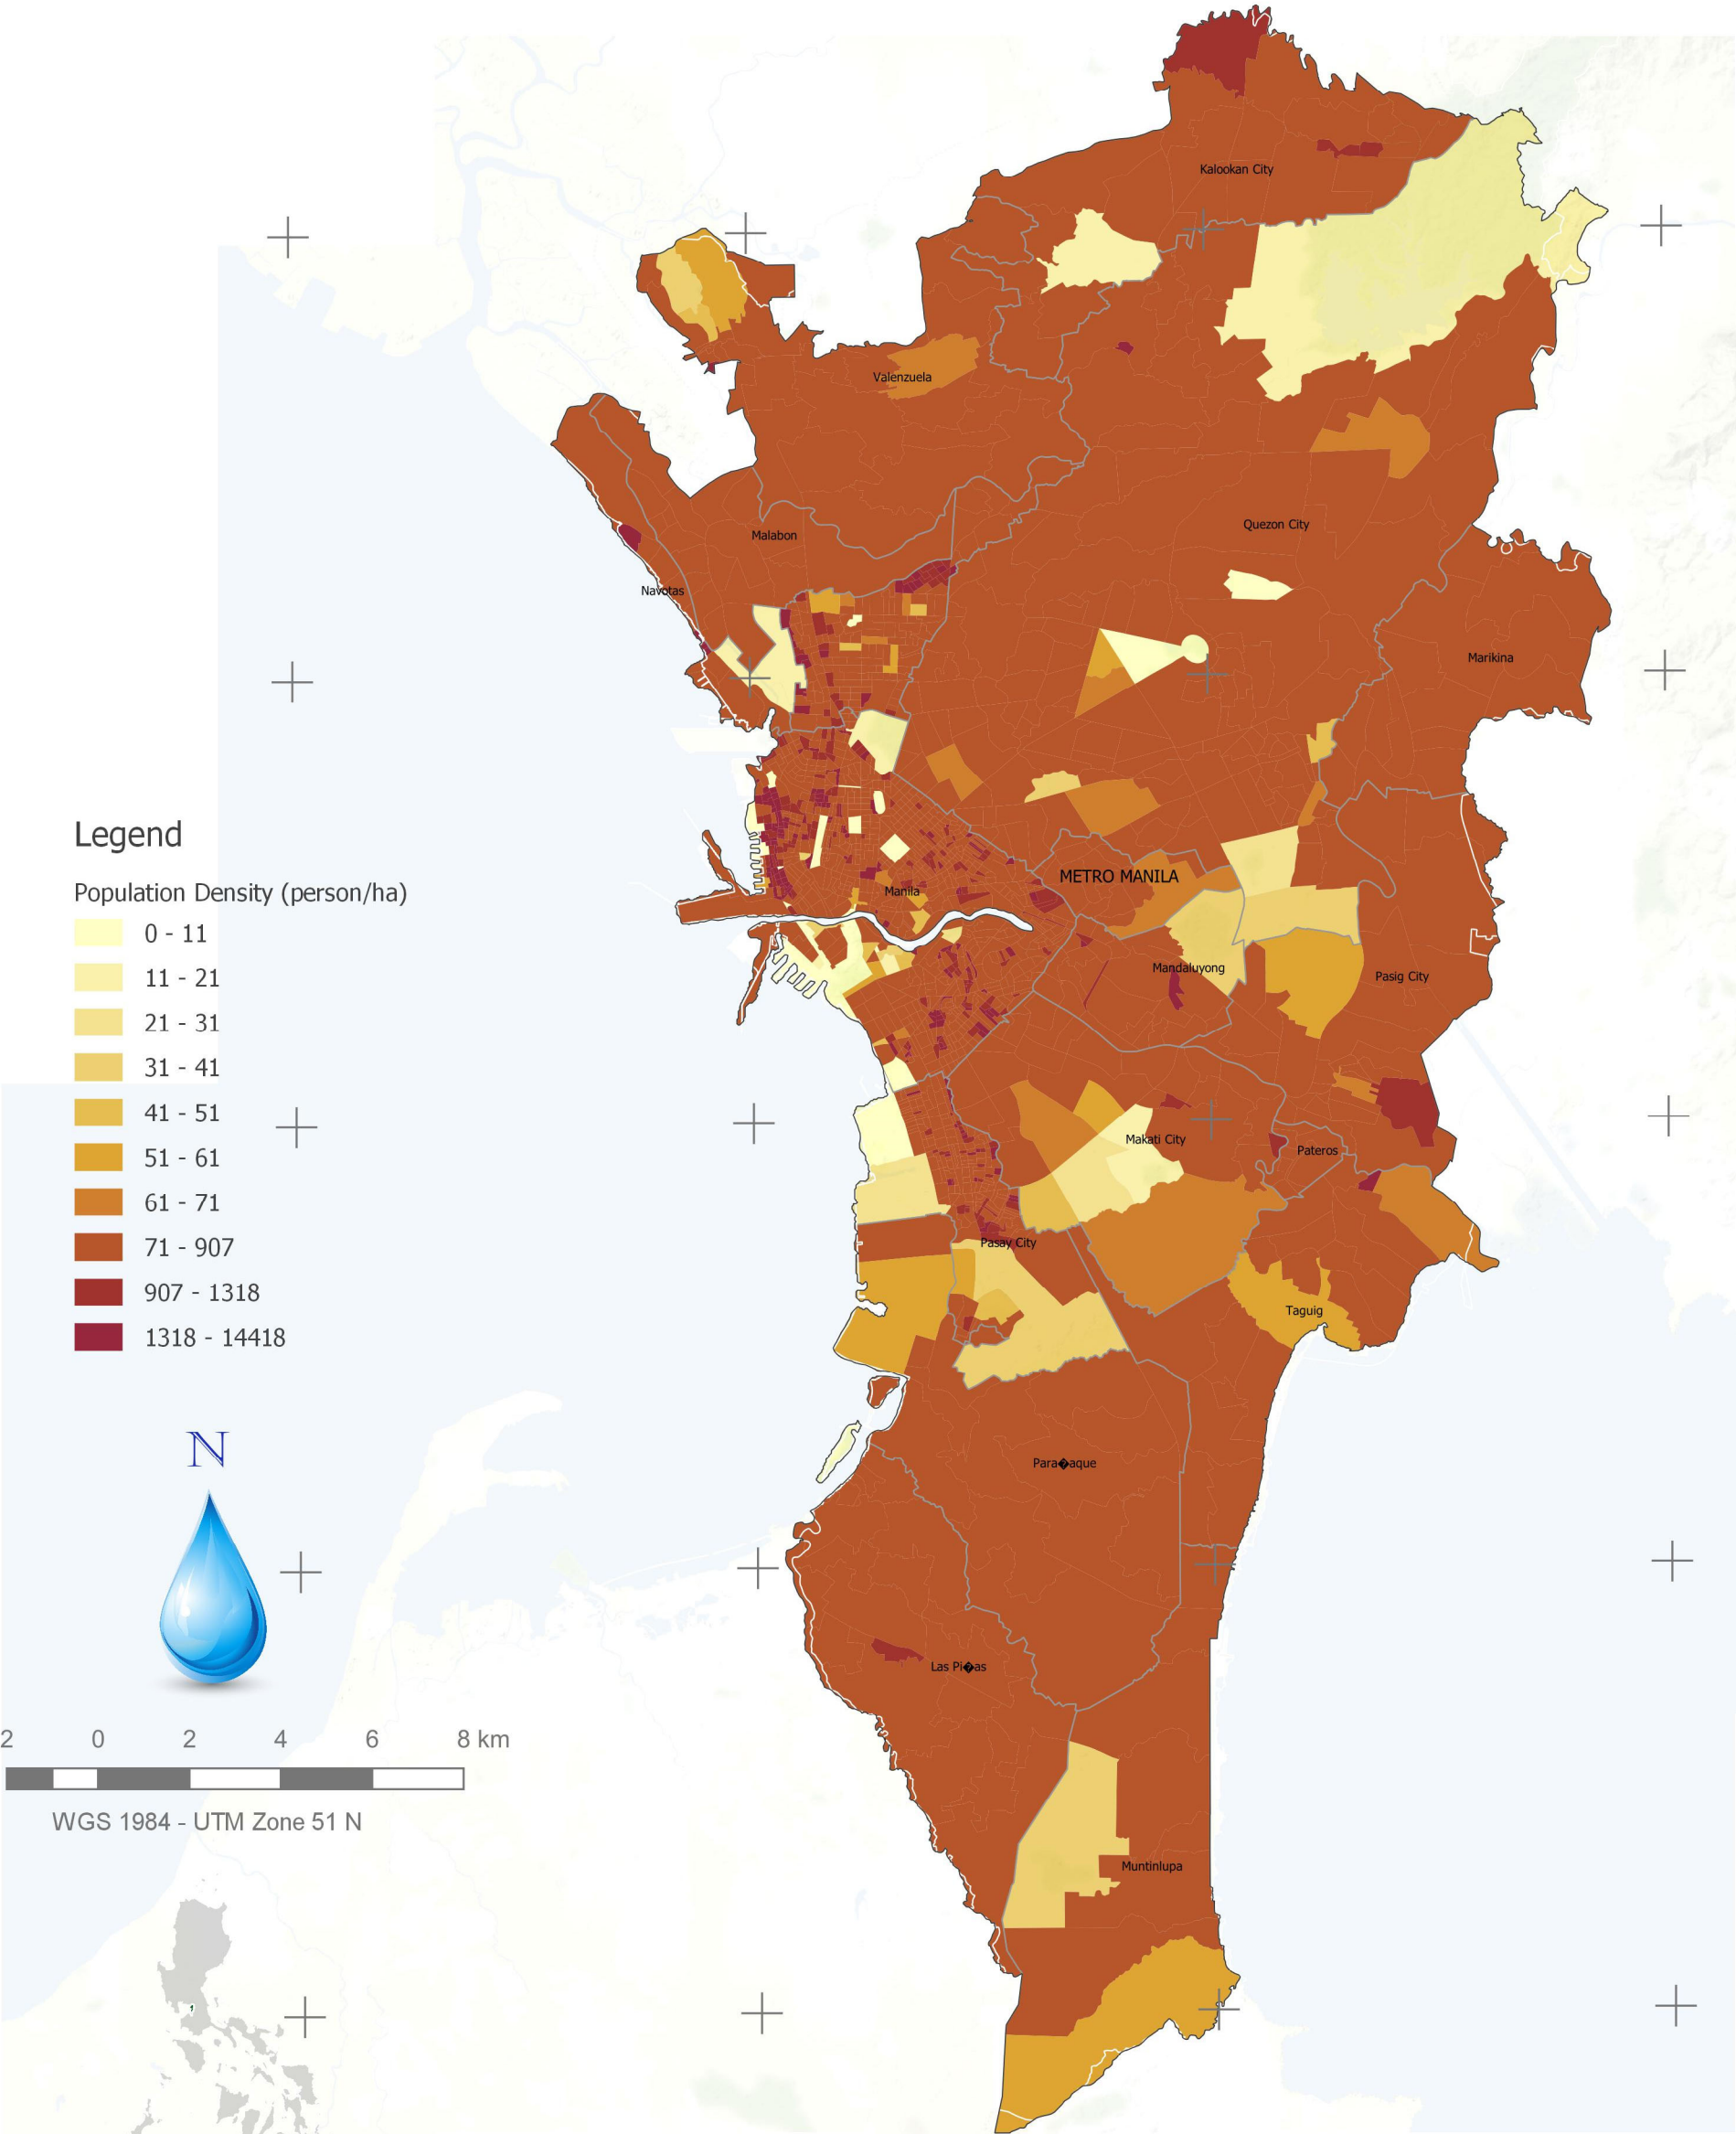 Kalookan City
Valenzuela
Quezon City
Malabon
Navotas
Marikina
Legend
Population Density (person/ha)
0 - 11
11 - 21
21 - 31
31 - 41
41 - 51
51 - 61
61 - 71
71 - 907
907 - 1318
1318 - 14418
METRO MANILA
Manila
Mandaluyong
Pasig City
Makati City
Pateros
Pasay City
Taguig
Para�aque
Las Pi�as
Muntinlupa
N
2 0 2 4 6 8 km
WGS 1984 - UTM Zone 51 N